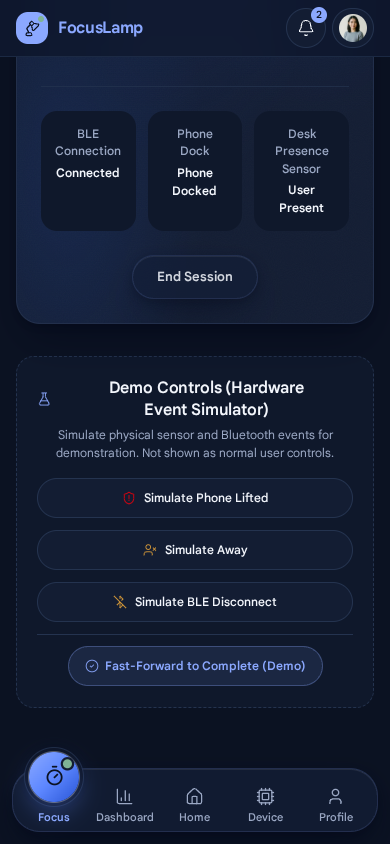 FocusLamp
2
BLE
Connection
Connected
Phone
Dock
Phone
Docked
Desk
Presence
Sensor
User
Present
End Session
Demo Controls (Hardware
Event Simulator)
Simulate physical sensor and Bluetooth events for
demonstration. Not shown as normal user controls.
Simulate Phone Lifted
Simulate Away
Simulate BLE Disconnect
Fast-Forward to Complete (Demo)
Focus
Dashboard
Home
Device
Profile